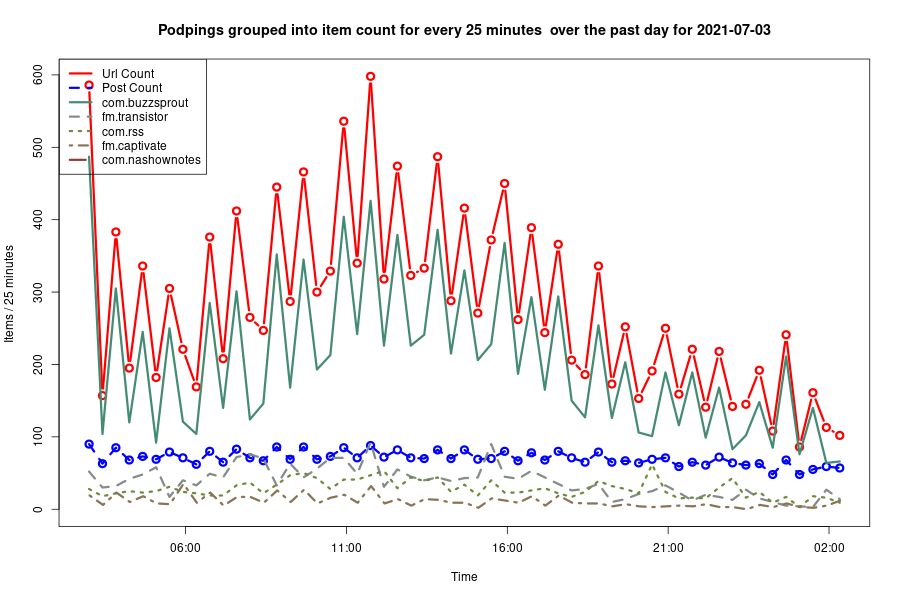 Podpings grouped into item count for every 25 minutes  over the past day for 2021-07-03
Url Count
Post Count
com.buzzsprout
fm.transistor
com.rss
fm.captivate
com.nashownotes
600
500
400
300
200
100
0
Items / 25 minutes
06:00 11:00 16:00 21:00 02:00
Time